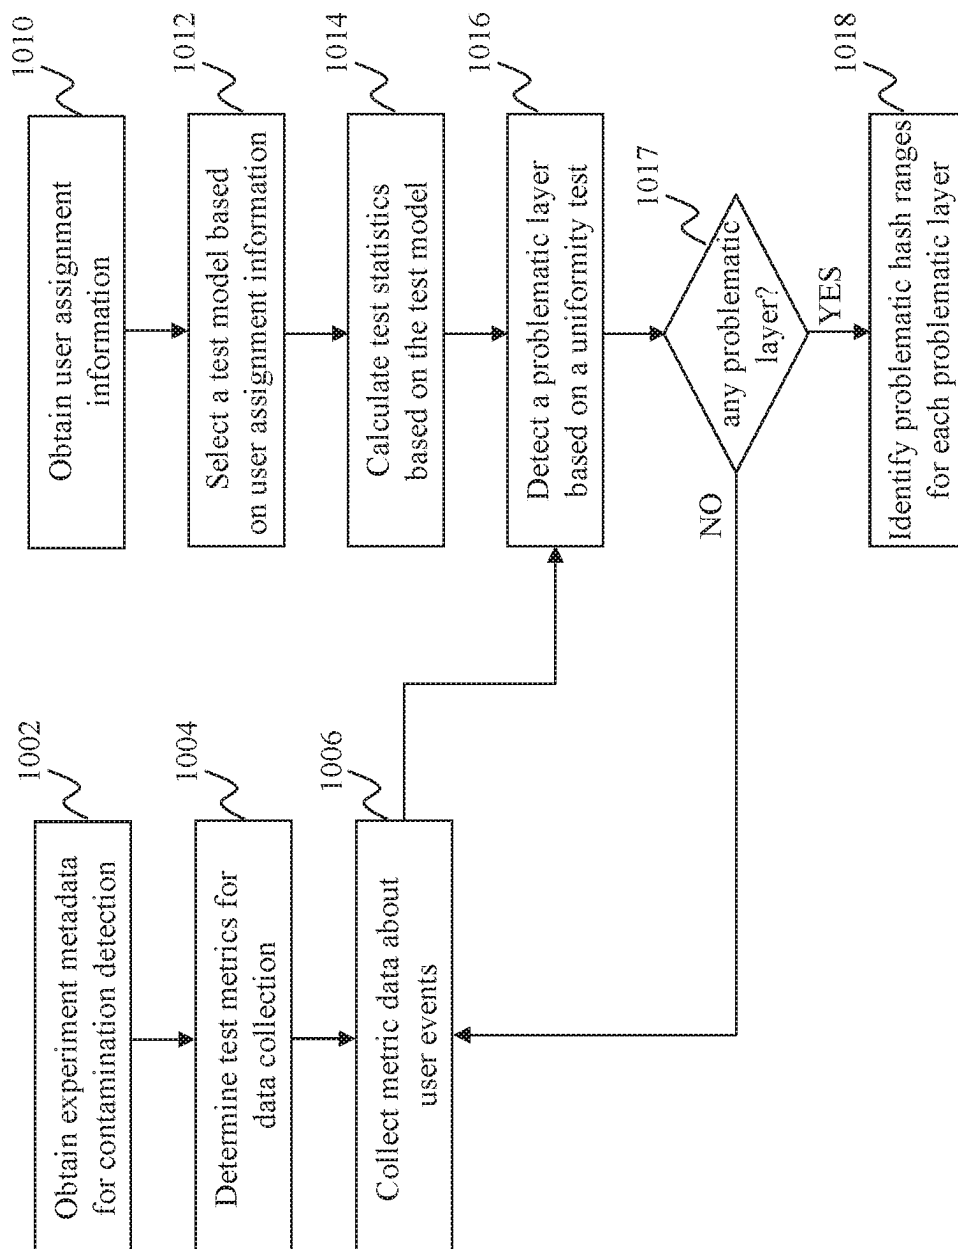 1002
Obtain experiment metadata
for contamination detection
1004
Determine test metrics for
data collection
1006
Collect metric data about
user events
1010
Obtain user assignment
information
1012
Select a test model based
on user assignment information
1014
Calculate test statistics
based on the test model
1016
Detect a problematic layer
based on a uniformity test
1017
any problematic
layer?
NO
YES
1018
Identify problematic hash ranges
for each problematic layer